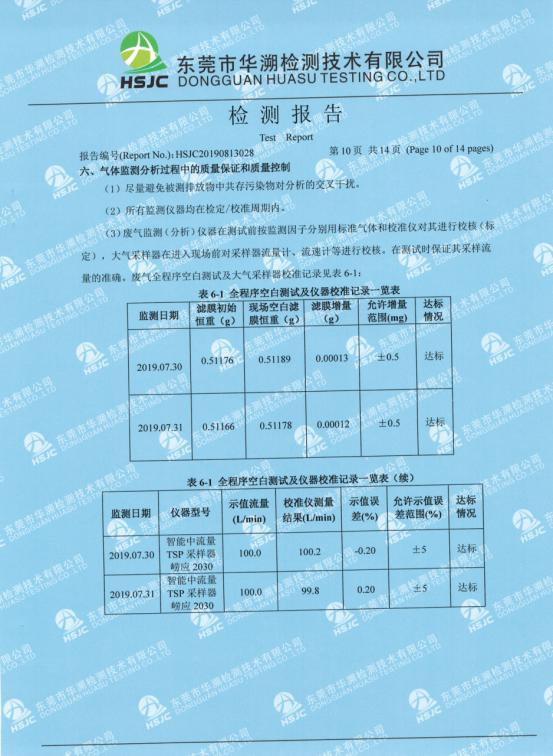 HSJC
东莞市华溯检测技术有限公司
DONGGUAN HUASU TESTING CO.,LTD
检测报告
Test Report
报告编号(Report No.): HSJC20190813028 第10页 共14页 (Page 10 of 14 pages)
六、气体监测分析过程中的质量保证和质量控制
（1）尽量避免被测排放物中共存污染物对分析的交叉干扰。
（2）所有监测仪器均在检定/校准周期内。
（3）废气监测（分析）仪器在测试前按监测因子分别用标准气体和校准仪对其进行校核（标
定），大气采样器在进入现场前对采样器流量计、流速计等进行校核。在测试时保证其采样流
量的准确。废气全程序空白测试及大气采样器校准记录见表 6-1:
表 6-1 全程序空白测试及仪器校准记录一览表
监测日期 滤膜初始恒重（g） 现场空白滤膜恒重（g） 滤膜增量（g） 允许增量范围(mg) 达标情况
2019.07.30 0.51176 0.51189 0.00013 ±0.5 达标
2019.07.31 0.51166 0.51178 0.00012 ±0.5 达标
表 6-1 全程序空白测试及仪器校准记录一览表（续）
监测日期 仪器型号 示值流量(L/min) 校准仪测量结果(L/min) 示值误差(%) 允许示值误差范围(%) 达标情况
2019.07.30 智能中流量 TSP 采样器 崂应 2030 100.0 100.2 -0.20 ±5 达标
2019.07.31 智能中流量 TSP 采样器 崂应 2030 100.0 99.8 0.20 ±5 达标